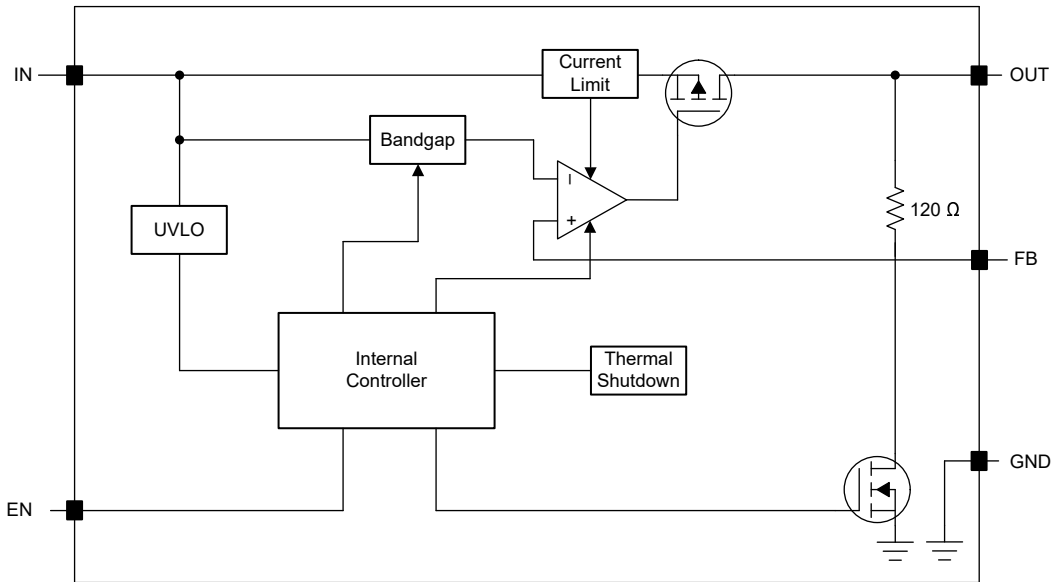 IN
Current
Limit
OUT
Bandgap
–
+
UVLO
120 Ω
FB
Internal
Controller
Thermal
Shutdown
GND
EN